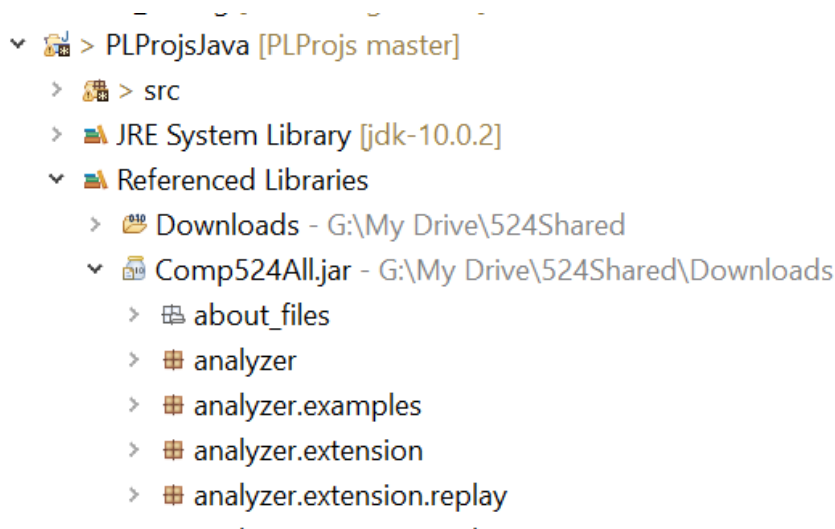 > PLProjsJava [PLProjs master]
> src
JRE System Library [jdk-10.0.2]
Referenced Libraries
Downloads - G:\My Drive\524Shared
Comp524All.jar - G:\My Drive\524Shared\Downloads
about_files
analyzer
analyzer.examples
analyzer.extension
analyzer.extension.replay